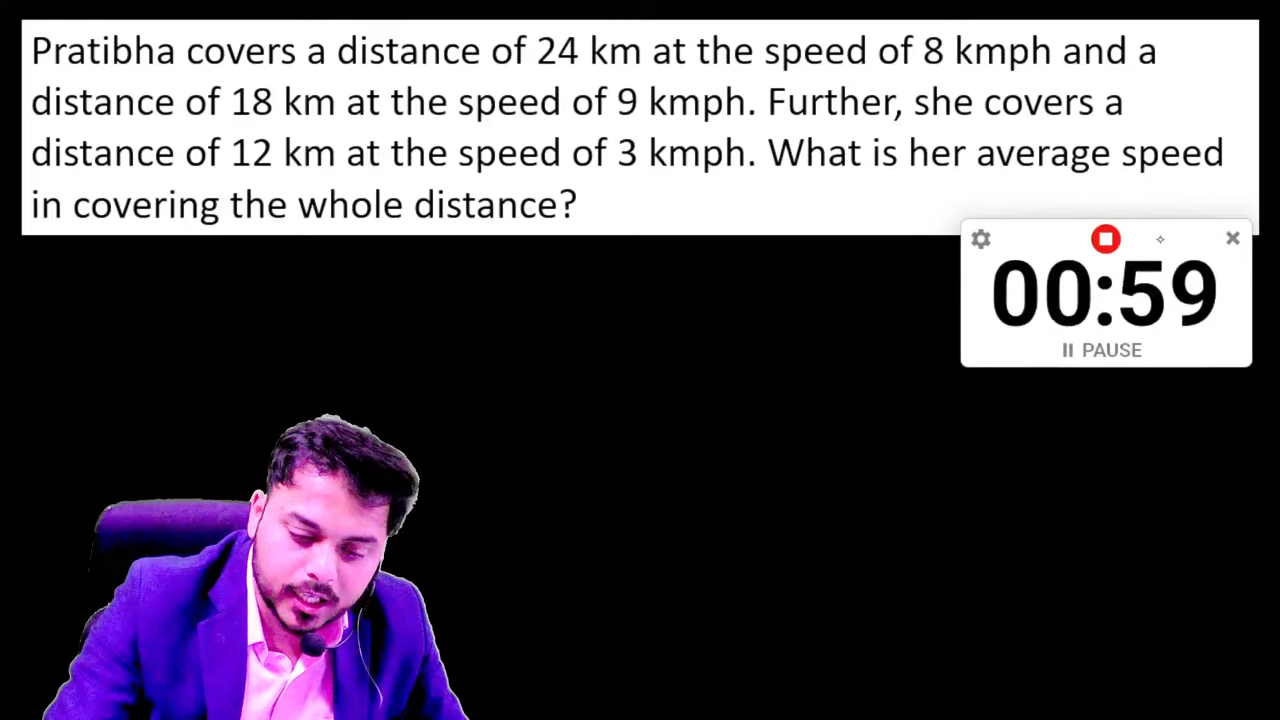 Pratibha covers a distance of 24 km at the speed of 8 kmph and a
distance of 18 km at the speed of 9 kmph. Further, she covers a
distance of 12 km at the speed of 3 kmph. What is her average speed
in covering the whole distance?
00:59
PAUSE